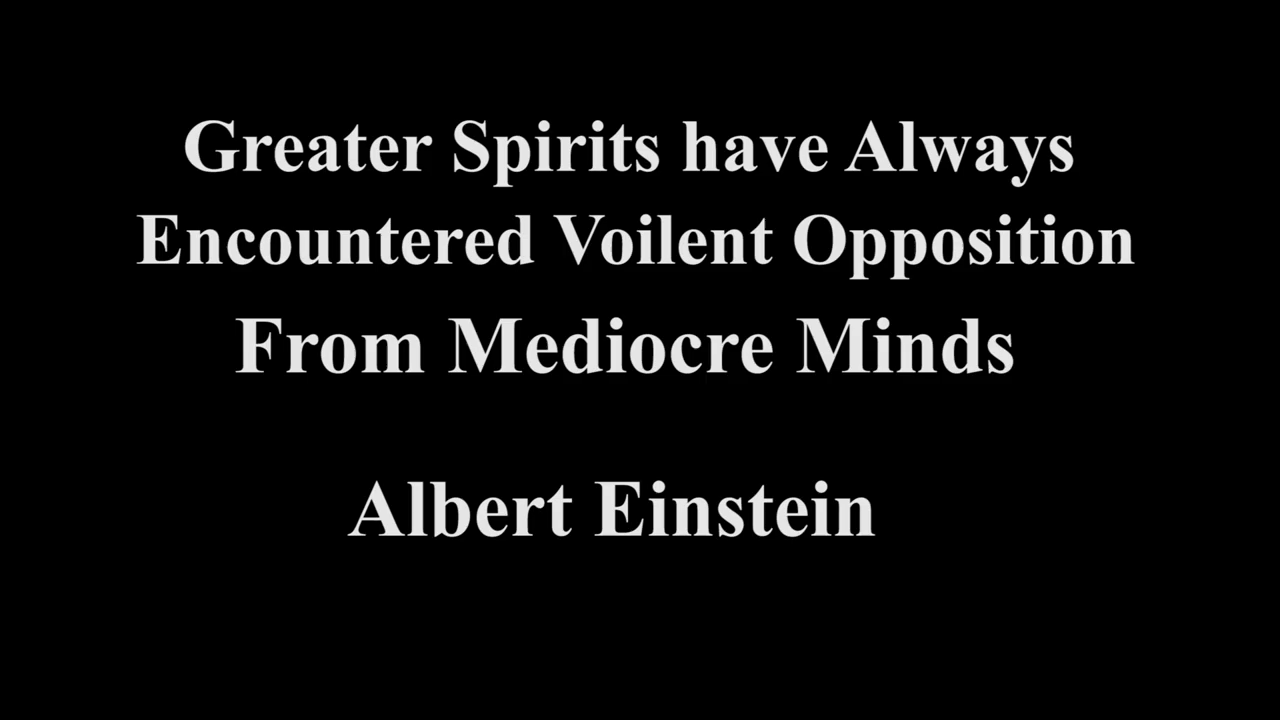 Greater Spirits have Always
Encountered Voilent Opposition
From Mediocre Minds
Albert Einstein